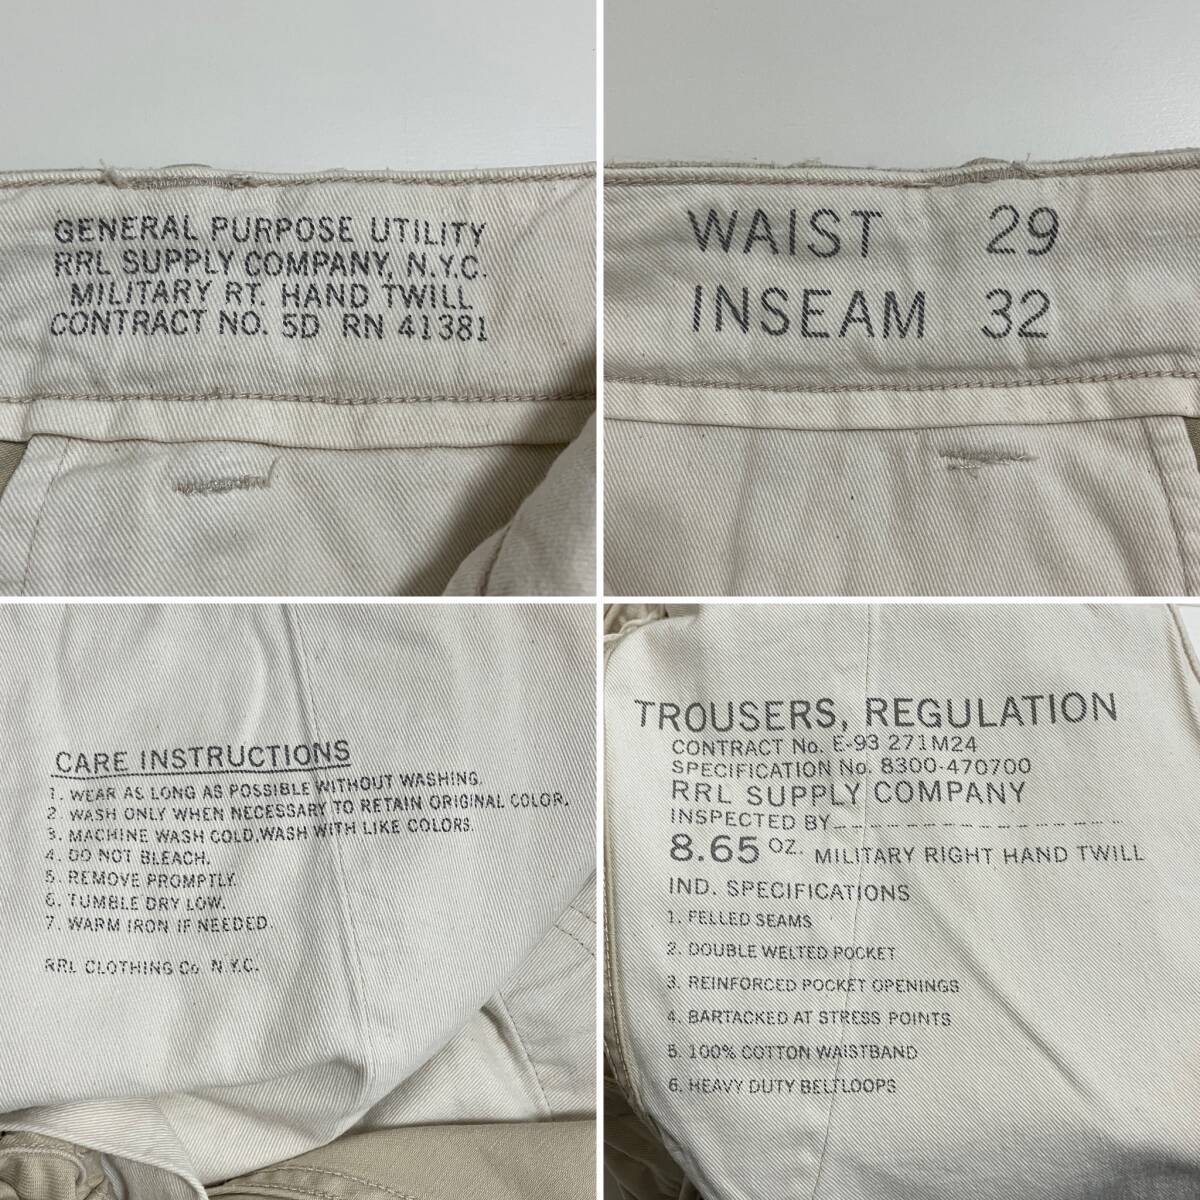 GENERAL PURPOSE UTILITY
RRL SUPPLY COMPANY, N.Y.C.
MILITARY RT. HAND TWILL
CONTRACT NO. 5D RN 41381
WAIST 29
INSEAM 32
CARE INSTRUCTIONS
1. WEAR AS LONG AS POSSIBLE WITHOUT WASHING.
2. WASH ONLY WHEN NECESSARY TO RETAIN ORIGINAL COLOR.
3. MACHINE WASH COLD, WASH WITH LIKE COLORS.
4. DO NOT BLEACH.
5. REMOVE PROMPTLY.
6. TUMBLE DRY LOW.
7. WARM IRON IF NEEDED.
RRL CLOTHING Co N.Y.C.
TROUSERS, REGULATION
CONTRACT No. E-93 271M24
SPECIFICATION No. 8300-470700
RRL SUPPLY COMPANY
INSPECTED BY
8.65 OZ. MILITARY RIGHT HAND TWILL
IND. SPECIFICATIONS
1. FELLED SEAMS
2. DOUBLE WELTED POCKET
3. REINFORCED POCKET OPENINGS
4. BARTACKED AT STRESS POINTS
5. 100% COTTON WAISTBAND
6. HEAVY DUTY BELTLOOPS